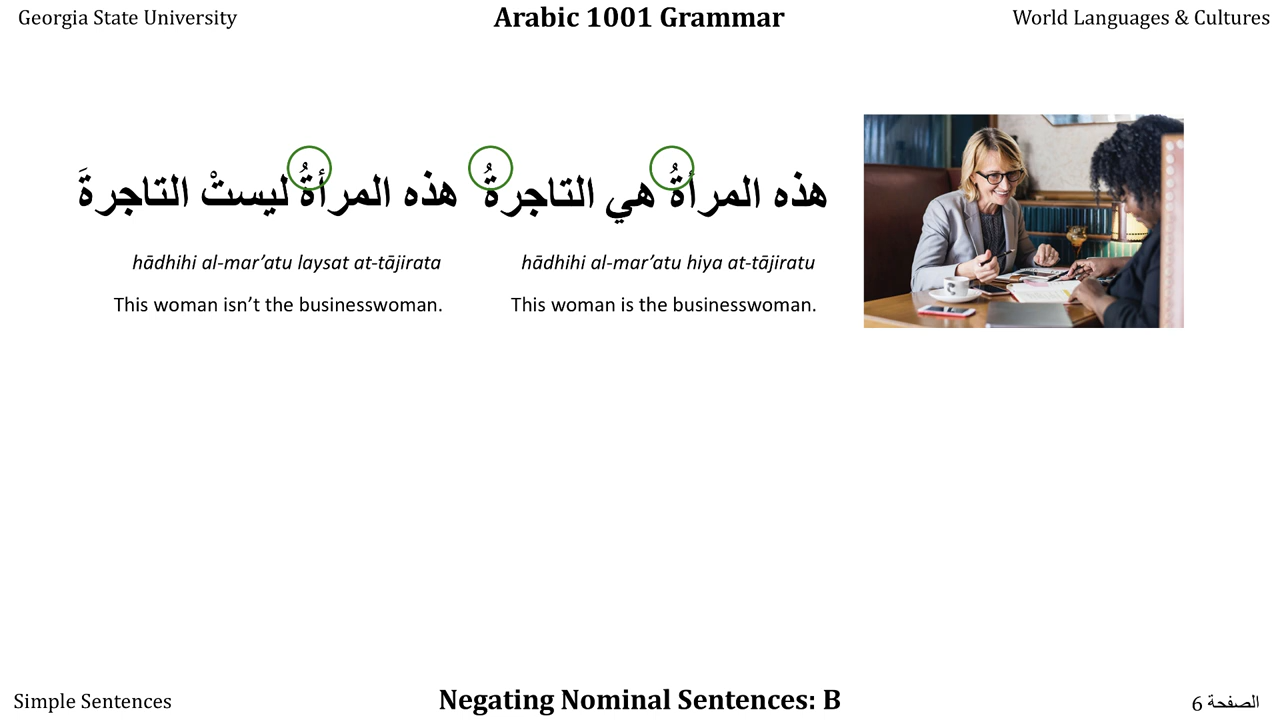 Georgia State University
Arabic 1001 Grammar
World Languages & Cultures
هذه المرأةُ هي التاجرةُ
هذه المرأةُ ليستْ التاجرةَ
hādhihi al-mar’atu hiya at-tājiratu
hādhihi al-mar’atu laysat at-tājirata
This woman is the businesswoman.
This woman isn’t the businesswoman.
Simple Sentences
Negating Nominal Sentences: B
الصفحة 6